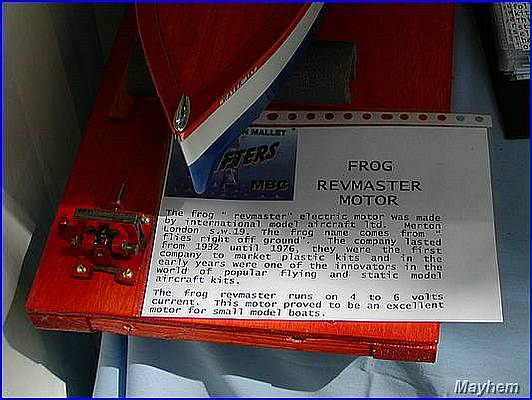 N MALLET
MBC
FROG
REVMASTER
MOTOR
The frog " revmaster" electric motor was made
by international model aircraft ltd. Merton
London s.w.19. The frog name comes from "
flies right off ground". The company lasted
from 1932 until 1976, they were the first
company to market plastic kits and in the
early years were one of the innovators in the
world of popular flying and static model
aircraft kits.
The frog revmaster runs on 4 to 6 volts
current. This motor proved to be an excellent
motor for small model boats.
Mayhem